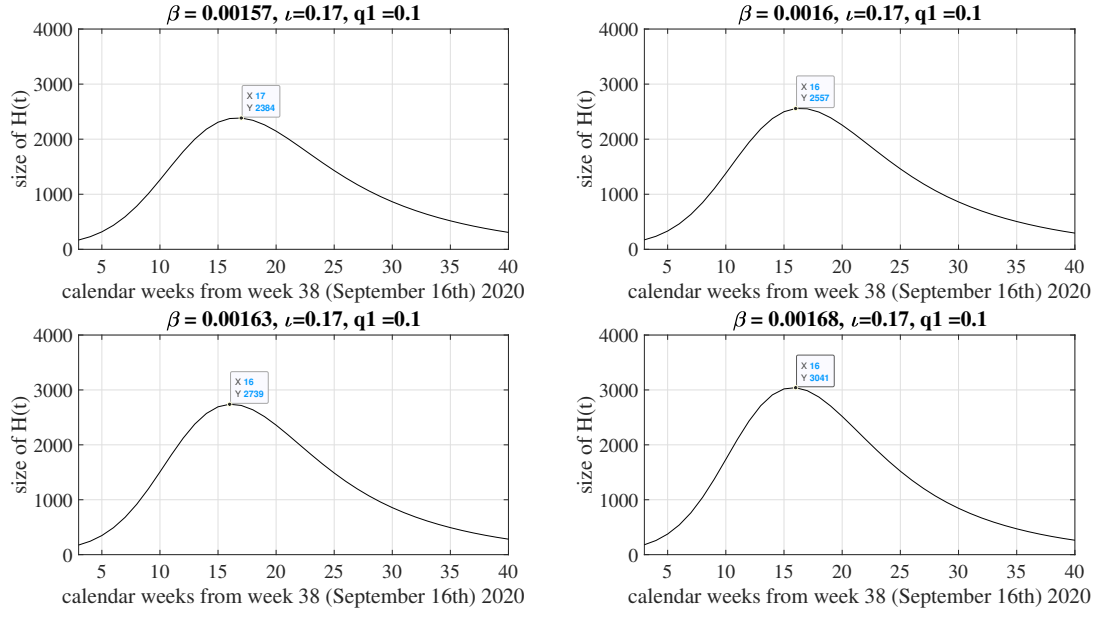 β = 0.00157, ι=0.17, q1 =0.1
4000
3000
2000
1000
0
size of H(t)
X 17
Y 2384
5 10 15 20 25 30 35 40
calendar weeks from week 38 (September 16th) 2020
β = 0.0016, ι=0.17, q1 =0.1
4000
3000
2000
1000
0
size of H(t)
X 16
Y 2557
5 10 15 20 25 30 35 40
calendar weeks from week 38 (September 16th) 2020
β = 0.00163, ι=0.17, q1 =0.1
4000
3000
2000
1000
0
size of H(t)
X 16
Y 2739
5 10 15 20 25 30 35 40
calendar weeks from week 38 (September 16th) 2020
β = 0.00168, ι=0.17, q1 =0.1
4000
3000
2000
1000
0
size of H(t)
X 16
Y 3041
5 10 15 20 25 30 35 40
calendar weeks from week 38 (September 16th) 2020